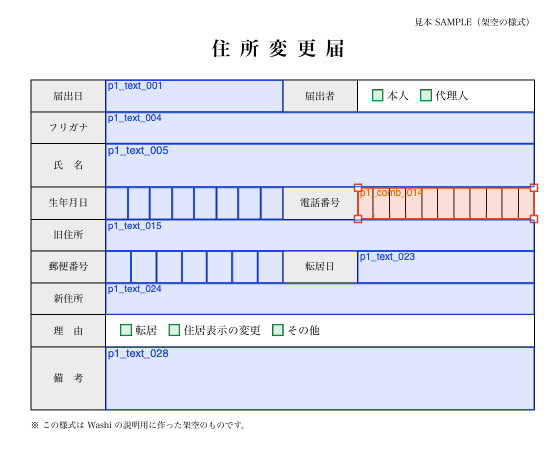 見本 SAMPLE（架空の様式）
住所変更届
届出日 p1_text_001 届出者 本人 代理人
フリガナ p1_text_004
氏 名 p1_text_005
生年月日 電話番号 p1_comb_014
旧住所 p1_text_015
郵便番号 転居日 p1_text_023
新住所 p1_text_024
理 由 転居 住居表示の変更 その他
備 考 p1_text_028
※ この様式は Washi の説明用に作った架空のものです。